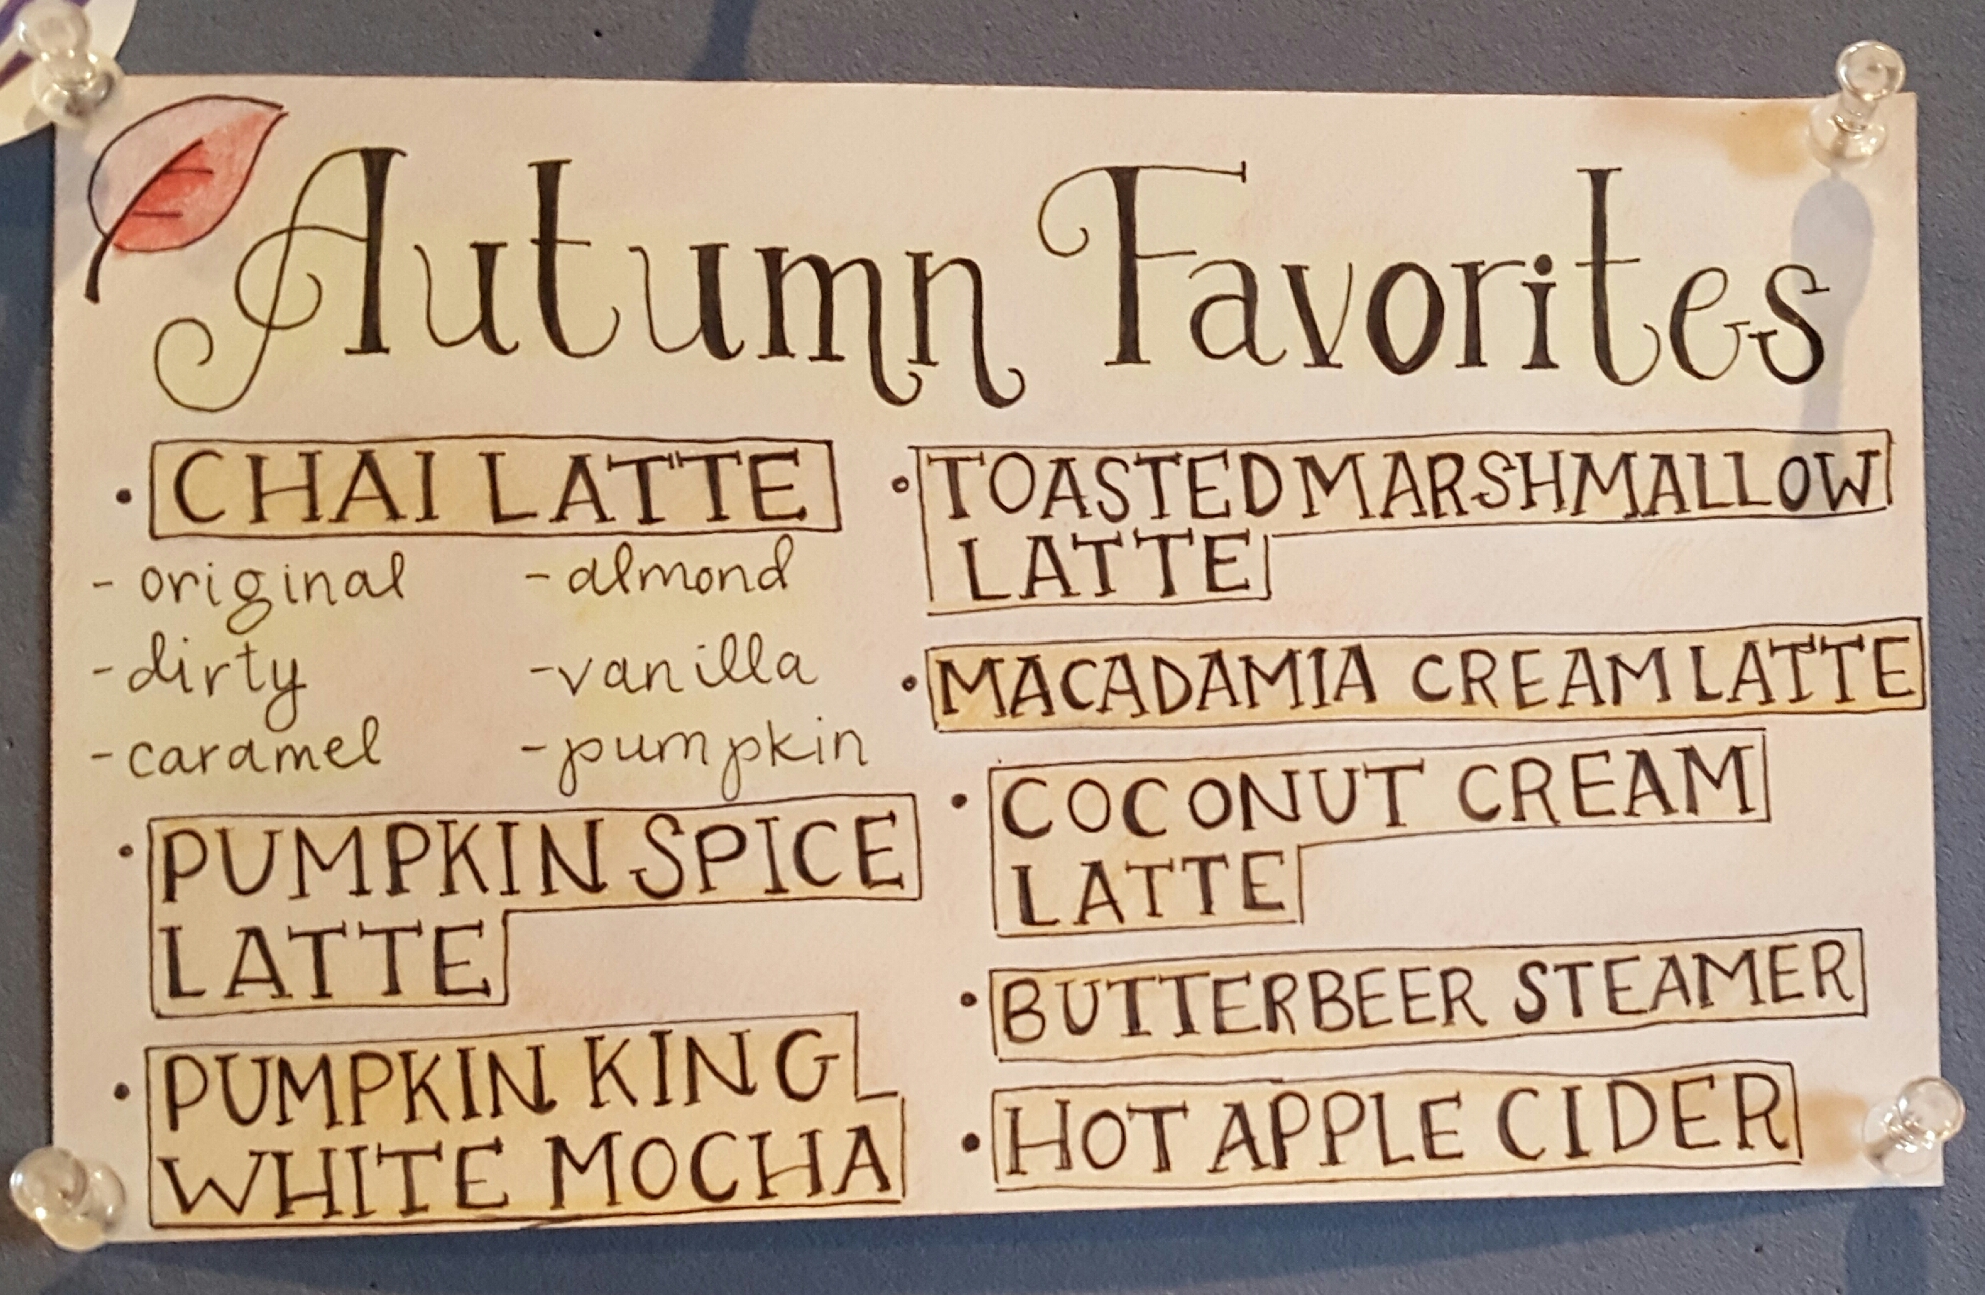 Autumn Favorites
• CHAI LATTE
- original
- almond
- dirty
- vanilla
- caramel
- pumpkin
• PUMPKIN SPICE
LATTE
• PUMPKIN KING
WHITE MOCHA
• TOASTED MARSHMALLOW
LATTE
• MACADAMIA CREAM LATTE
• COCONUT CREAM
LATTE
• BUTTERBEER STEAMER
• HOT APPLE CIDER